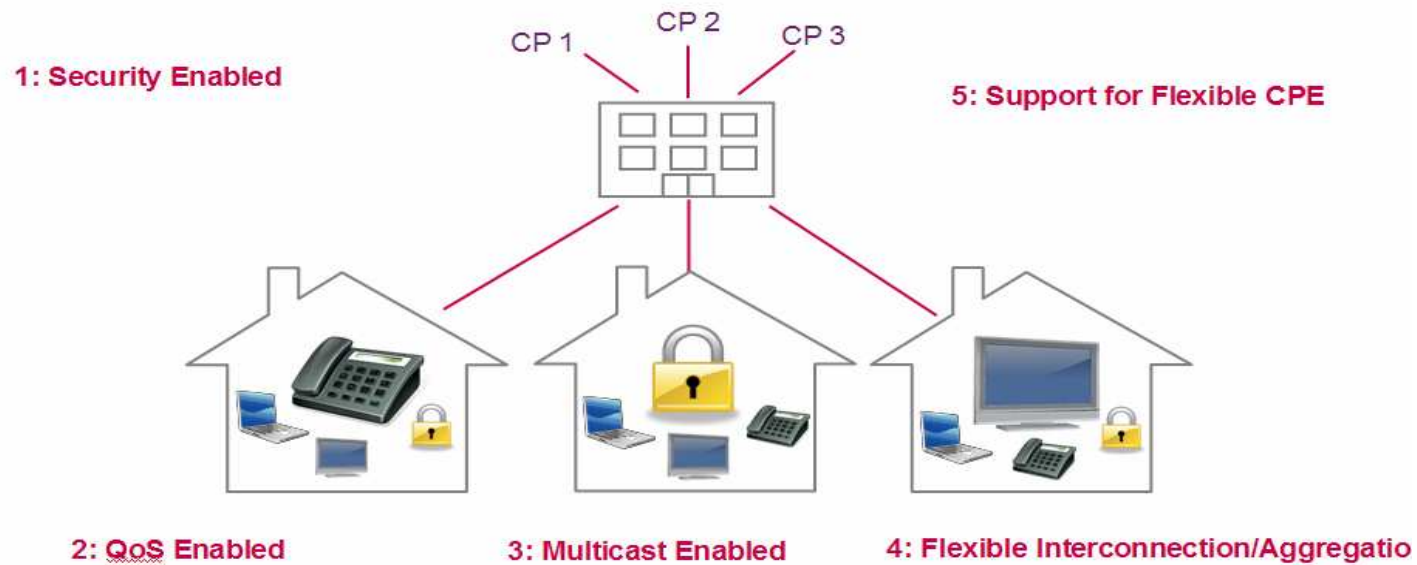 CP 1
CP 2
CP 3
1: Security Enabled
5: Support for Flexible CPE
2: QoS Enabled
3: Multicast Enabled
4: Flexible Interconnection/Aggregatio